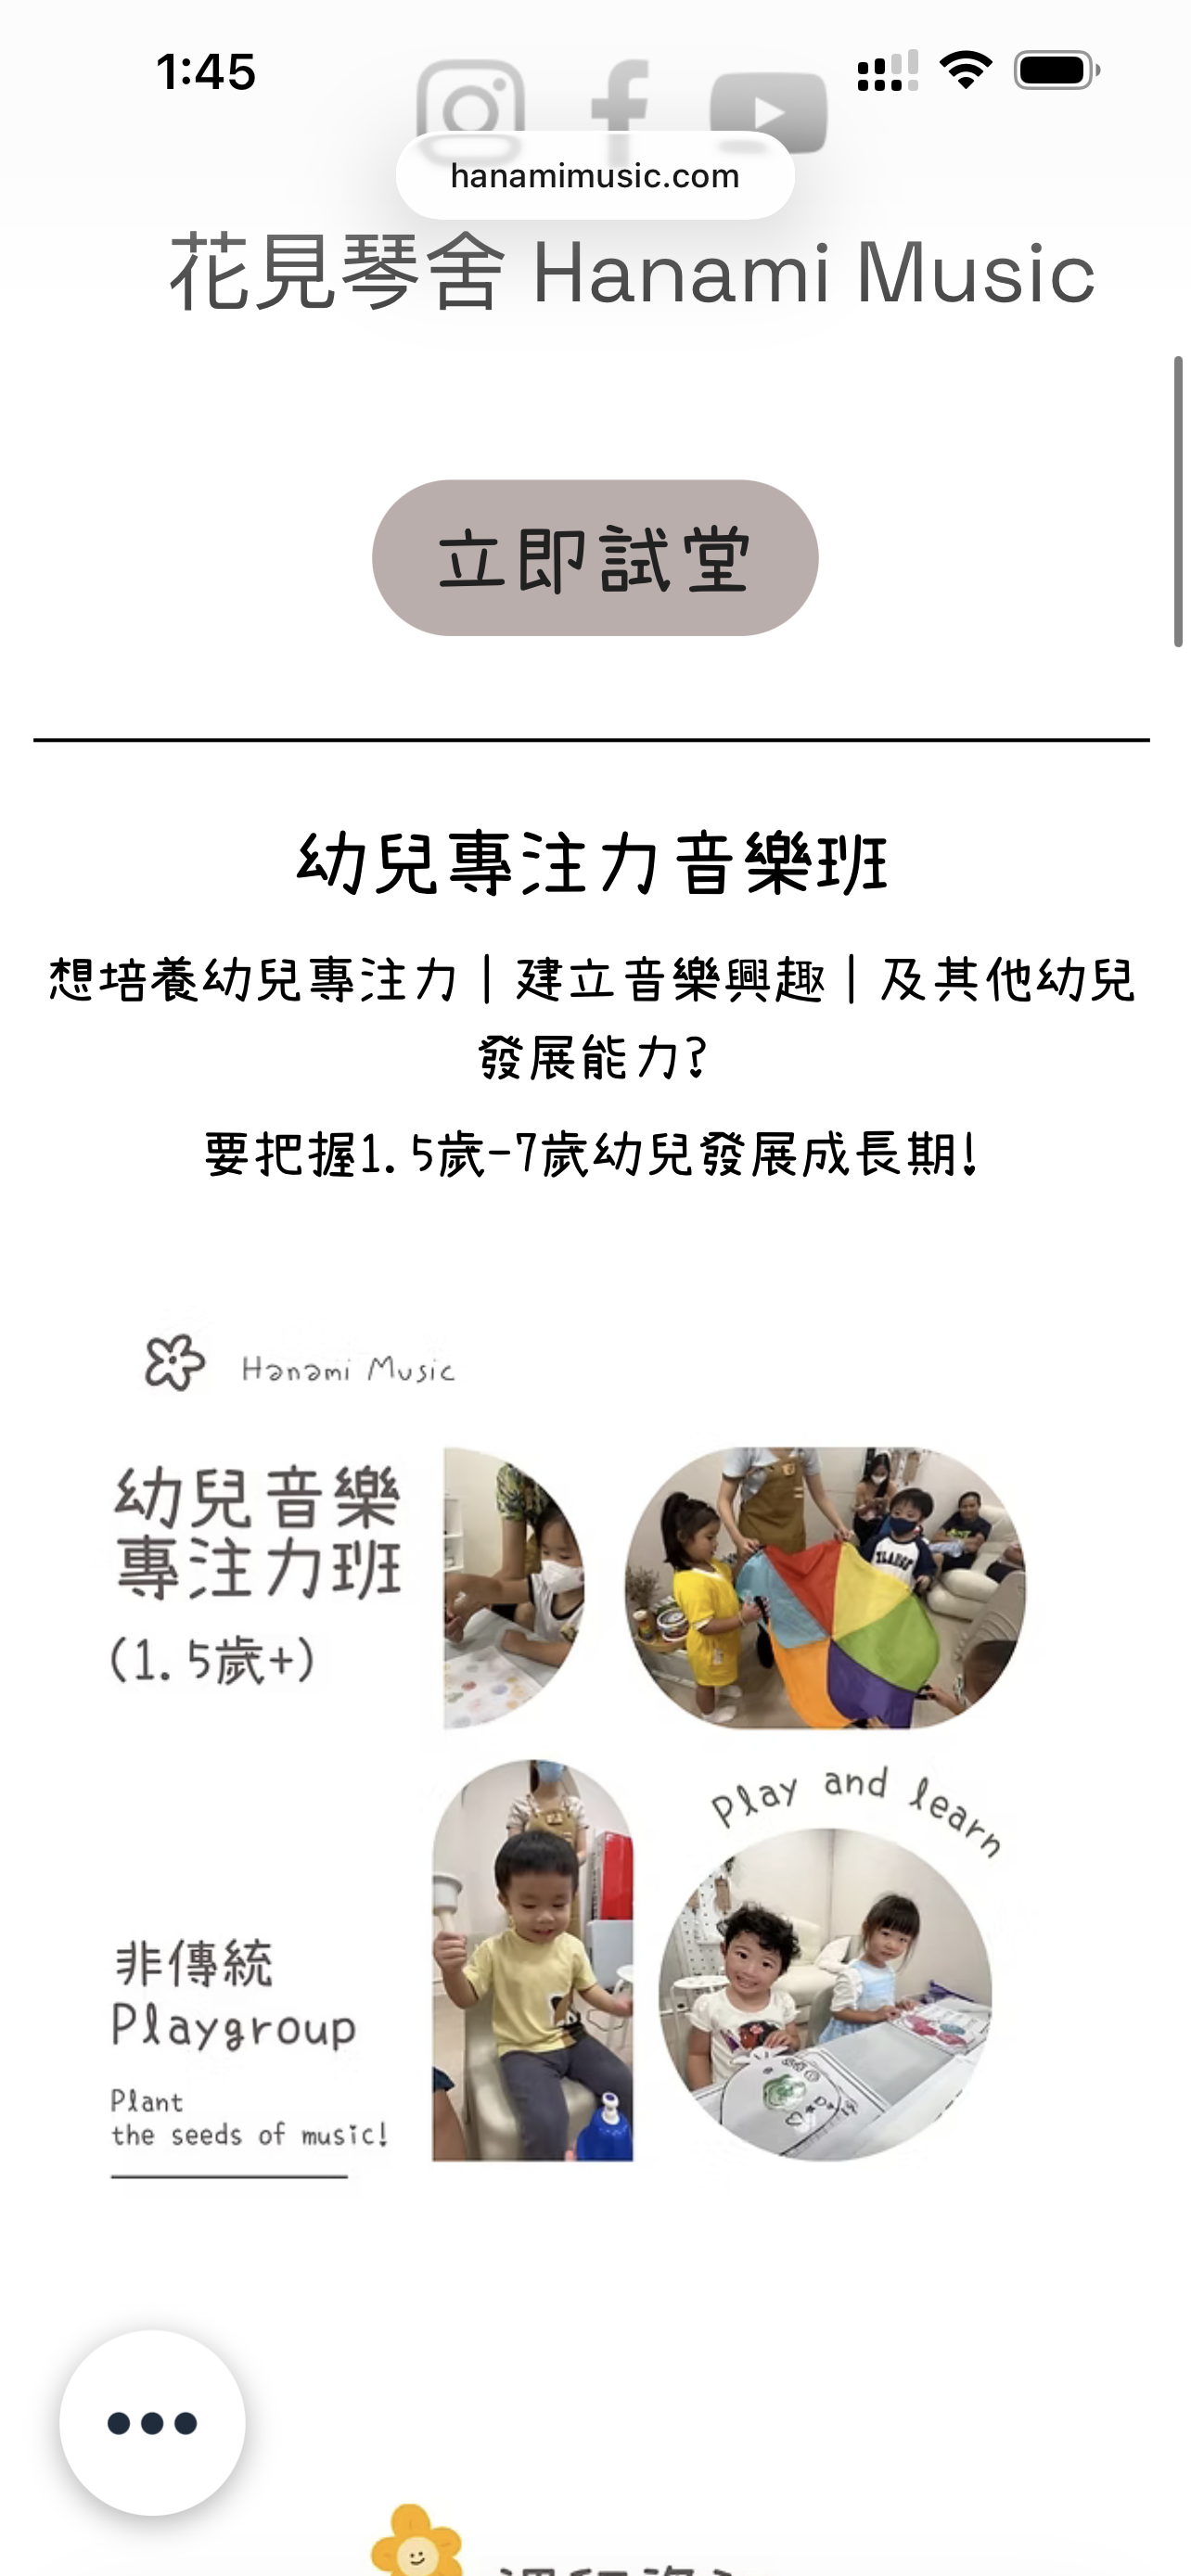 1:45
hanamimusic.com
花見琴舍 Hanami Music
立即試堂
幼兒專注力音樂班
想培養幼兒專注力｜建立音樂興趣｜及其他幼兒
發展能力?
要把握1.5歲-7歲幼兒發展成長期!
Hanami Music
幼兒音樂
專注力班
(1.5歲+)
Play and learn
非傳統
Playgroup
Plant
the seeds of music!